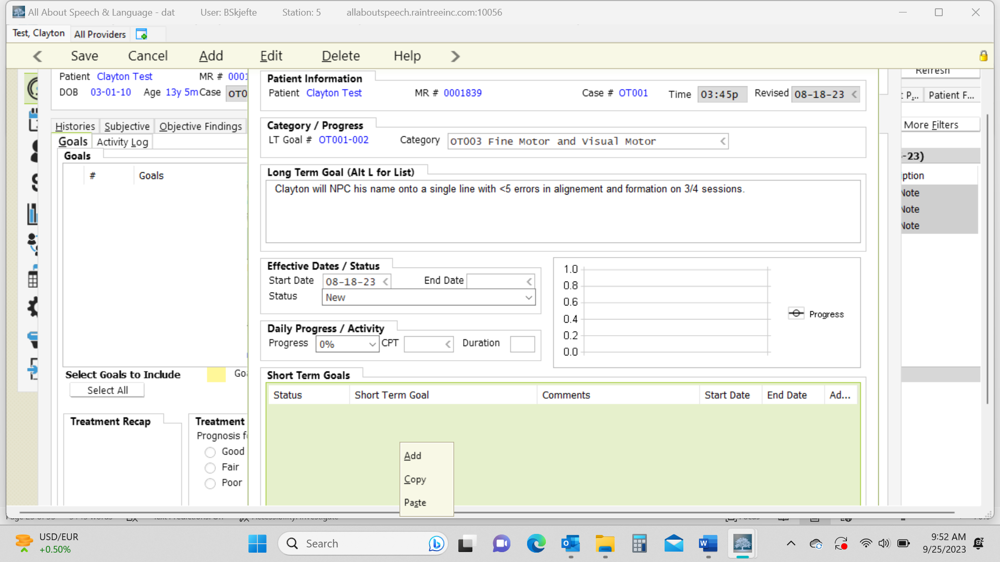 All About Speech & Language - dat User: BSkjefte Station: 5 allaboutspeech.raintreeinc.com:10056
Test, Clayton All Providers
Save Cancel Add Edit Delete Help
Patient Clayton Test MR # 0001
DOB 03-01-10 Age 13y 5m Case OT0
Histories Subjective Objective Findings
Goals Activity Log
Goals
# Goals
Select Goals to Include
Select All
Treatment Recap
Treatment
Prognosis
Good
Fair
Poor
Patient Information
Patient Clayton Test MR # 0001839 Case # OT001 Time 03:45p Revised 08-18-23
Category / Progress
LT Goal # OT001-002 Category OT003 Fine Motor and Visual Motor
Long Term Goal (Alt L for List)
Clayton will NPC his name onto a single line with <5 errors in alignement and formation on 3/4 sessions.
Effective Dates / Status
Start Date 08-18-23 End Date
Status New
Daily Progress / Activity
Progress 0% CPT Duration
1.0
0.8
0.6
0.4
0.2
0.0
Progress
Short Term Goals
Status Short Term Goal Comments Start Date End Date Ad...
Add
Copy
Paste
Refresh
P... Patient F...
More Filters
-23)
ption
Note
Note
Note
USD/EUR
+0.50%
Search
9:52 AM
9/25/2023